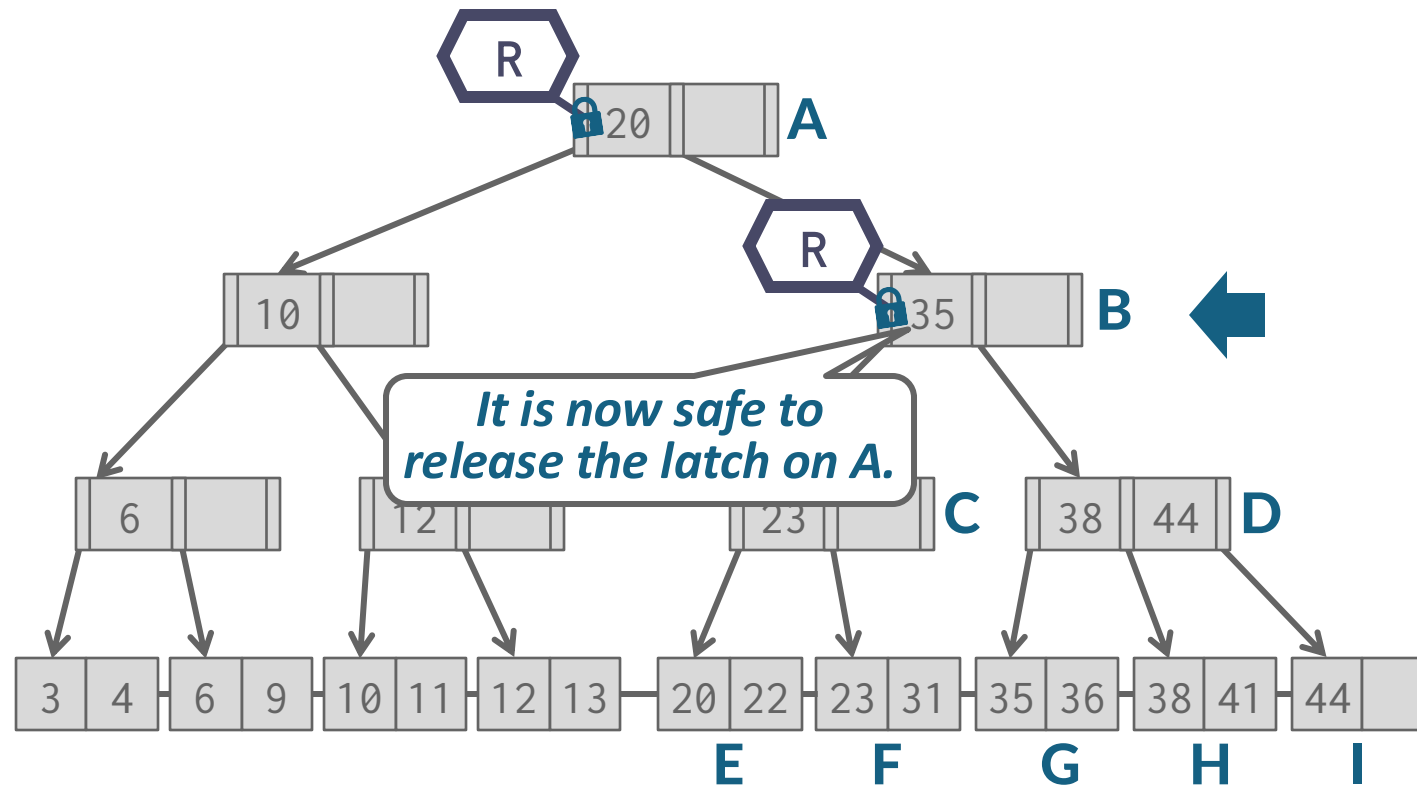 R
20 A
R
10 35 B
It is now safe to
release the latch on A.
6 12 23 C 38 44 D
3 4 6 9 10 11 12 13 20 22 23 31 35 36 38 41 44
E F G H I